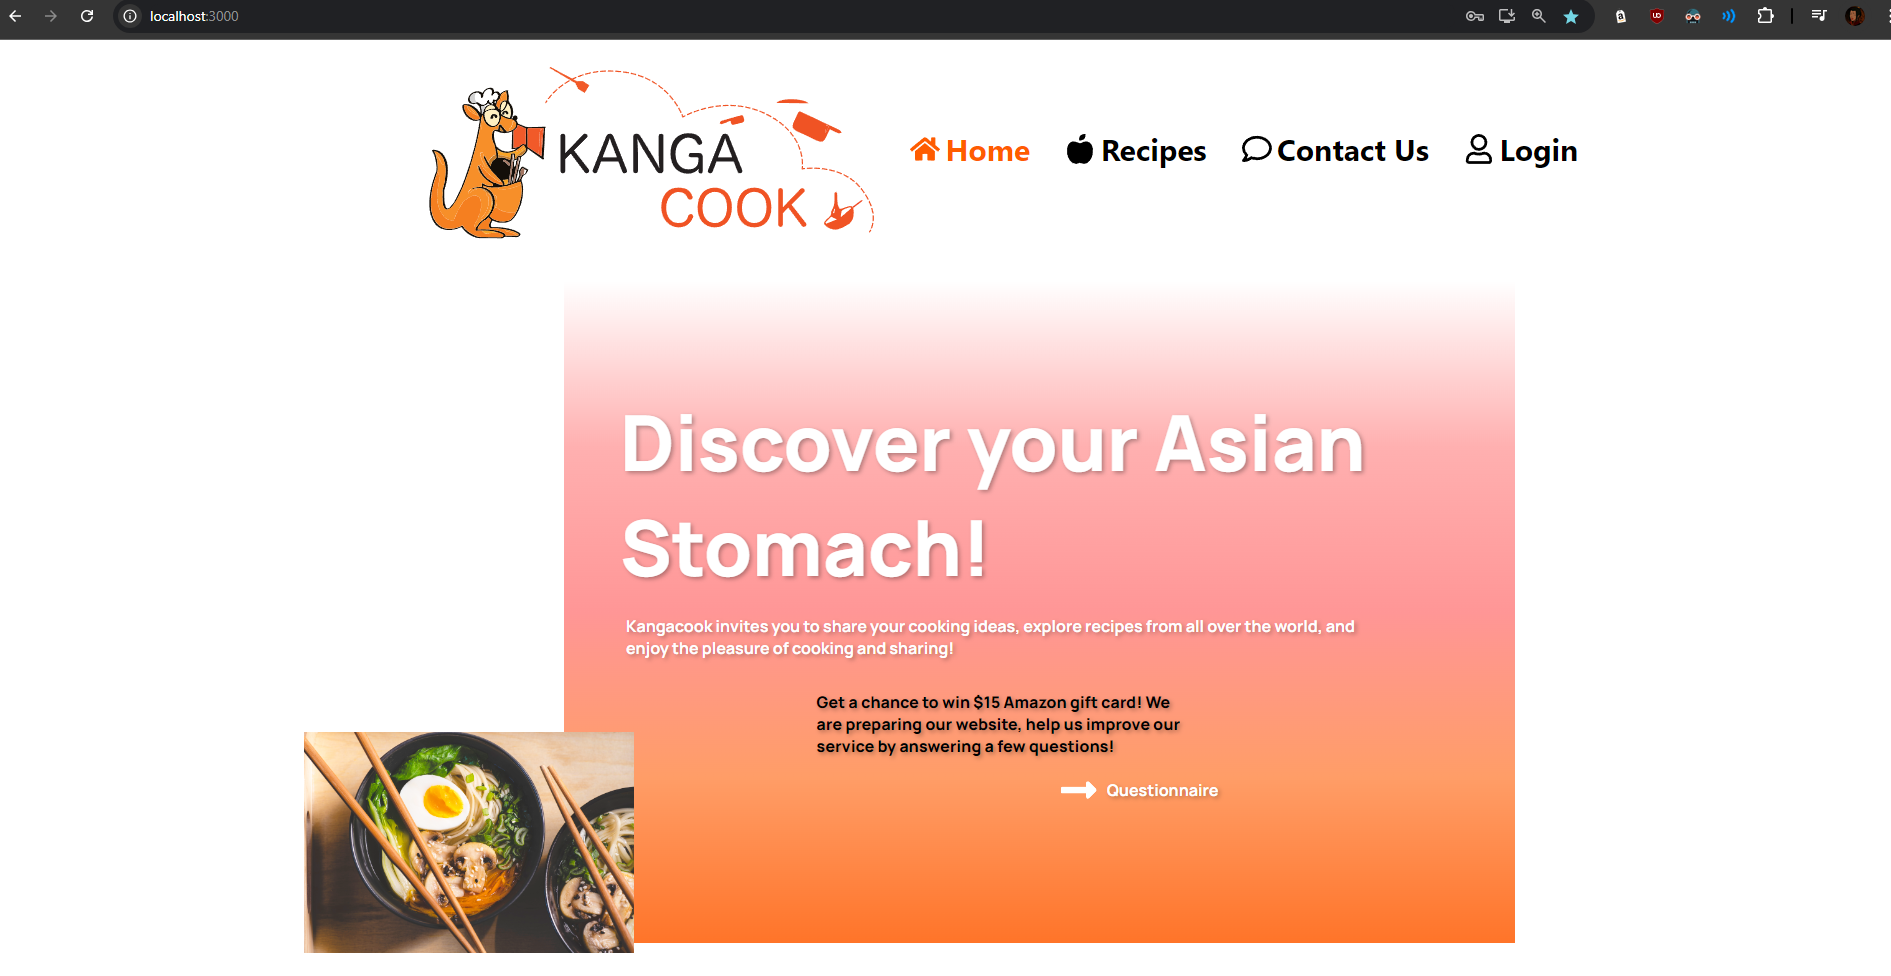 localhost:3000
KANGA
COOK
Home Recipes Contact Us Login
Discover your Asian
Stomach!
Kangacook invites you to share your cooking ideas, explore recipes from all over the world, and
enjoy the pleasure of cooking and sharing!
Get a chance to win $15 Amazon gift card! We
are preparing our website, help us improve our
service by answering a few questions!
Questionnaire